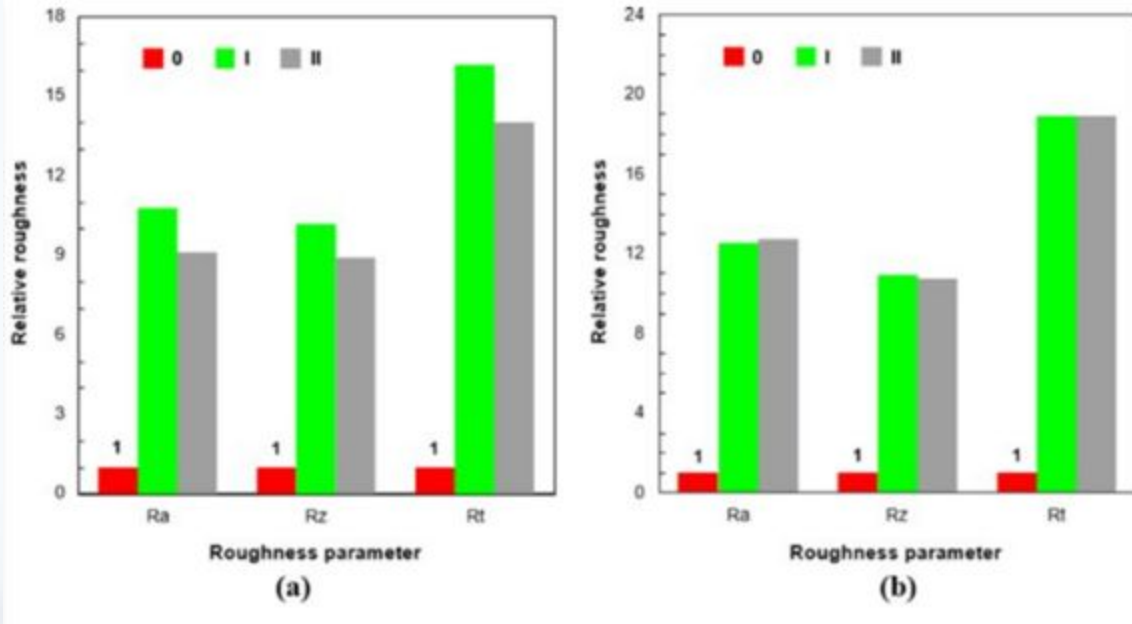 18
15
12
9
6
3
0
0 I II
1 1 1
Ra Rz Rt
Relative roughness
Roughness parameter
(a)
24
20
16
12
8
4
0
0 I II
1 1 1
Ra Rz Rt
Relative roughness
Roughness parameter
(b)